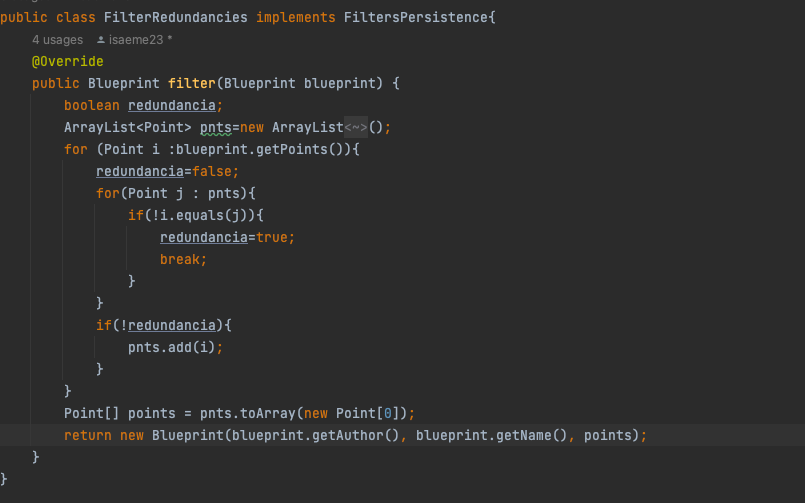 public class FilterRedundancies implements FiltersPersistence{
4 usages isaeme23 *
@Override
public Blueprint filter(Blueprint blueprint) {
boolean redundancia;
ArrayList<Point> pnts=new ArrayList<~>();
for (Point i :blueprint.getPoints()){
redundancia=false;
for(Point j : pnts){
if(!i.equals(j)){
redundancia=true;
break;
}
}
if(!redundancia){
pnts.add(i);
}
}
Point[] points = pnts.toArray(new Point[0]);
return new Blueprint(blueprint.getAuthor(), blueprint.getName(), points);
}
}